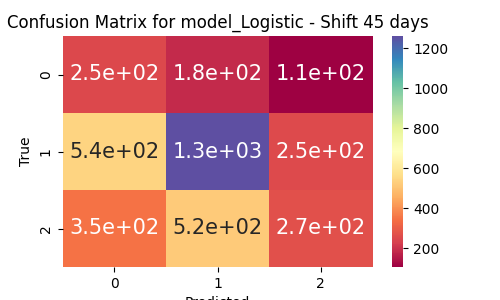 Confusion Matrix for model_Logistic - Shift 45 days
0 2.5e+02 1.8e+02 1.1e+02
1 5.4e+02 1.3e+03 2.5e+02
2 3.5e+02 5.2e+02 2.7e+02
0 1 2
True
Predicted
1200
1000
800
600
400
200